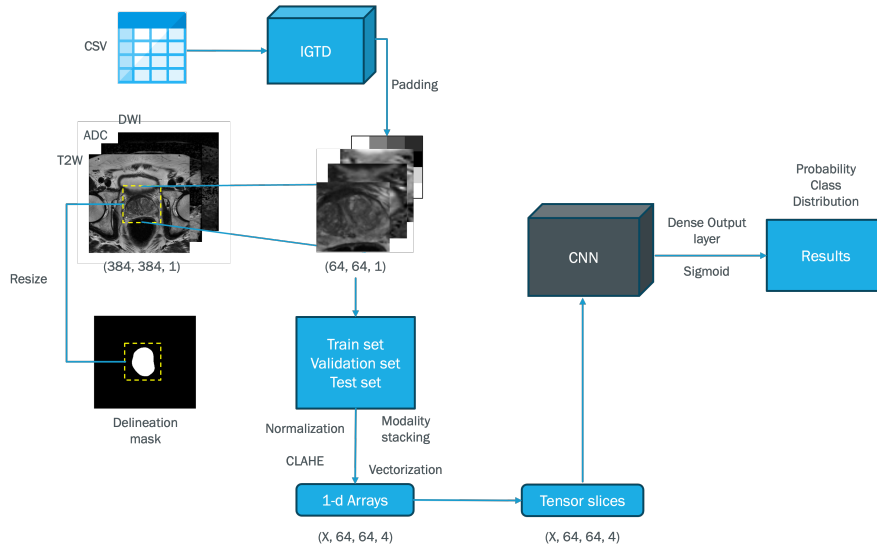 CSV
IGTD
Padding
DWI
ADC
T2W
(384, 384, 1)
(64, 64, 1)
Resize
Delineation
mask
Train set
Validation set
Test set
Normalization
Modality
stacking
CLAHE
Vectorization
1-d Arrays
(X, 64, 64, 4)
Tensor slices
(X, 64, 64, 4)
CNN
Dense Output
layer
Sigmoid
Probability
Class
Distribution
Results